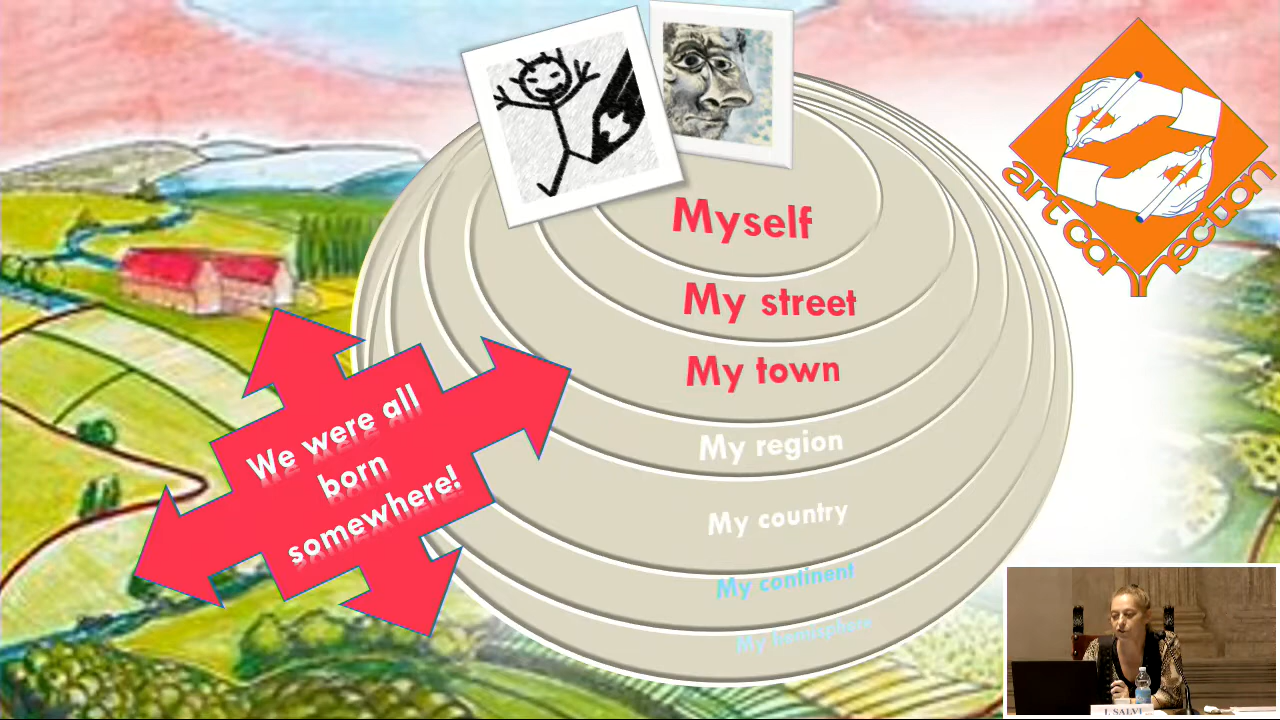 art connection
Myself
My street
My town
My region
My country
My continent
My hemisphere
We were all
born
somewhere!
I. SALVI